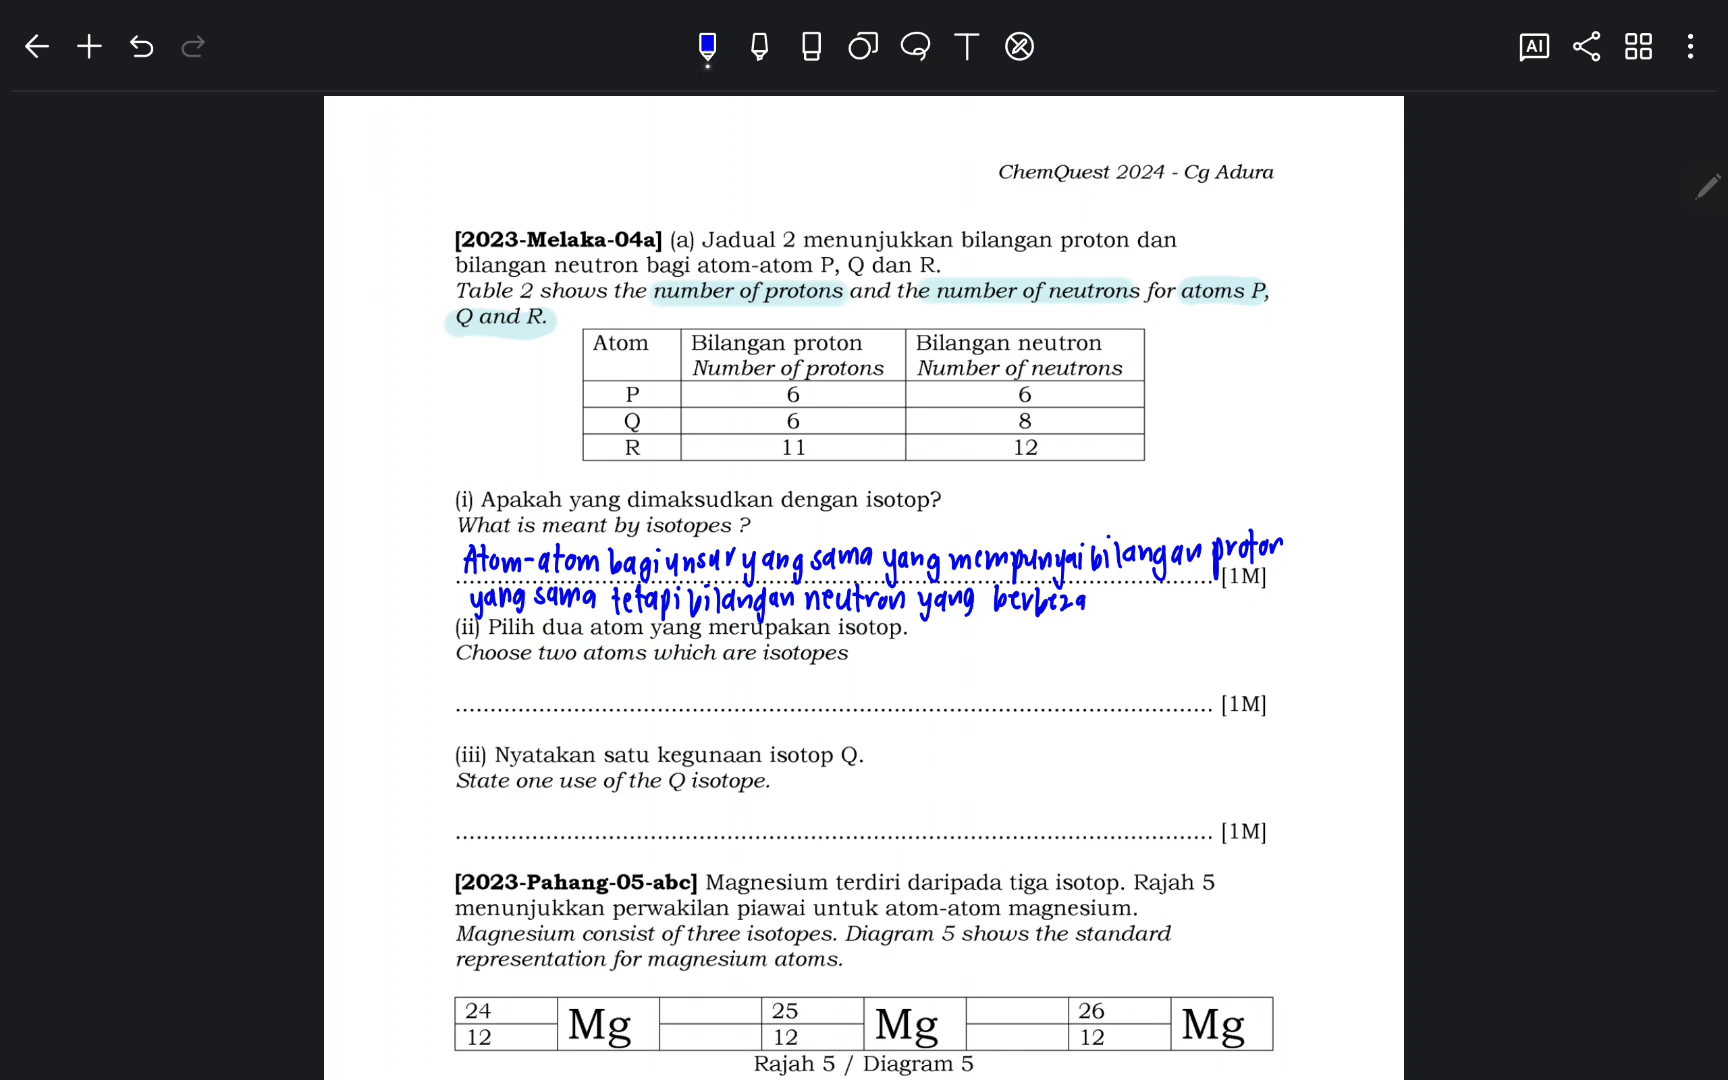 AI
ChemQuest 2024 - Cg Adura
[2023-Melaka-04a] (a) Jadual 2 menunjukkan bilangan proton dan
bilangan neutron bagi atom-atom P, Q dan R.
Table 2 shows the number of protons and the number of neutrons for atoms P,
Q and R.
Atom Bilangan proton Bilangan neutron
Number of protons Number of neutrons
P 6 6
Q 6 8
R 11 12
(i) Apakah yang dimaksudkan dengan isotop?
What is meant by isotopes ?
Atom-atom bagi unsur yang sama yang mempunyai bilangan proton
[1M]
yang sama tetapi bilangan neutron yang berbeza
(ii) Pilih dua atom yang merupakan isotop.
Choose two atoms which are isotopes
[1M]
(iii) Nyatakan satu kegunaan isotop Q.
State one use of the Q isotope.
[1M]
[2023-Pahang-05-abc] Magnesium terdiri daripada tiga isotop. Rajah 5
menunjukkan perwakilan piawai untuk atom-atom magnesium.
Magnesium consist of three isotopes. Diagram 5 shows the standard
representation for magnesium atoms.
24 Mg 25 Mg 26 Mg
12 12 12
Rajah 5 / Diagram 5